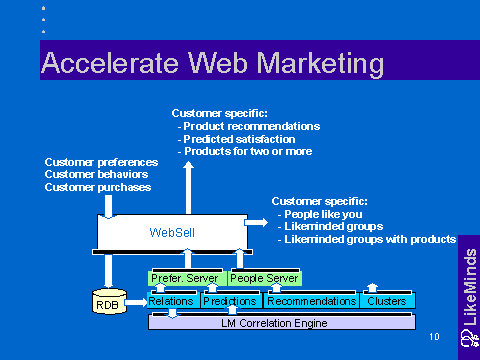 Accelerate Web Marketing
Customer specific:
- Product recommendations
- Predicted satisfaction
- Products for two or more
Customer preferences
Customer behaviors
Customer purchases
Customer specific:
- People like you
- Likeminded groups
- Likeminded groups with products
WebSell
Prefer. Server
People Server
RDB
Relations
Predictions
Recommendations
Clusters
LM Correlation Engine
LikeMinds
10